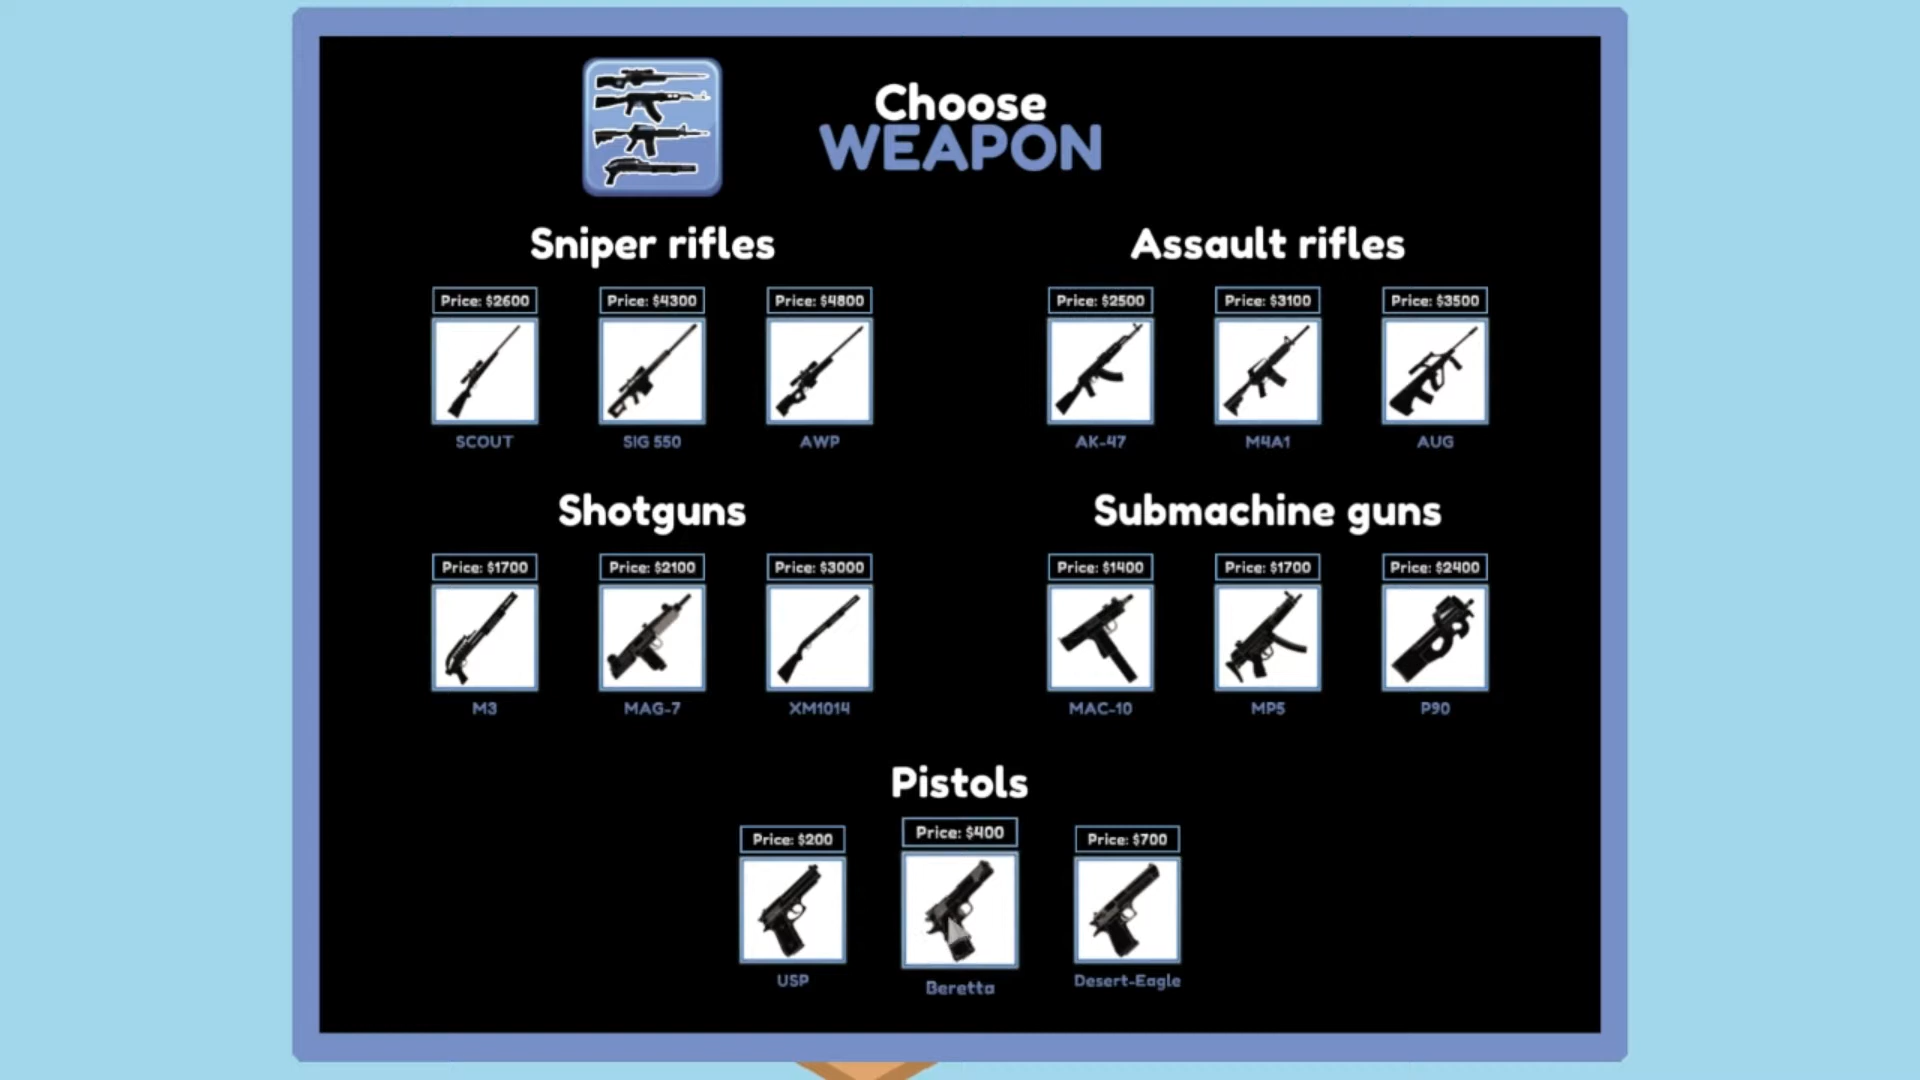 Choose
WEAPON
Sniper rifles
Price: $2600
Price: $4300
Price: $4800
SCOUT
SIG 550
AWP
Assault rifles
Price: $2500
Price: $3100
Price: $3500
AK-47
M4A1
AUG
Shotguns
Price: $1700
Price: $2100
Price: $3000
M3
MAG-7
XM1014
Submachine guns
Price: $1400
Price: $1700
Price: $2400
MAC-10
MP5
P90
Pistols
Price: $200
Price: $400
Price: $700
USP
Beretta
Desert-Eagle